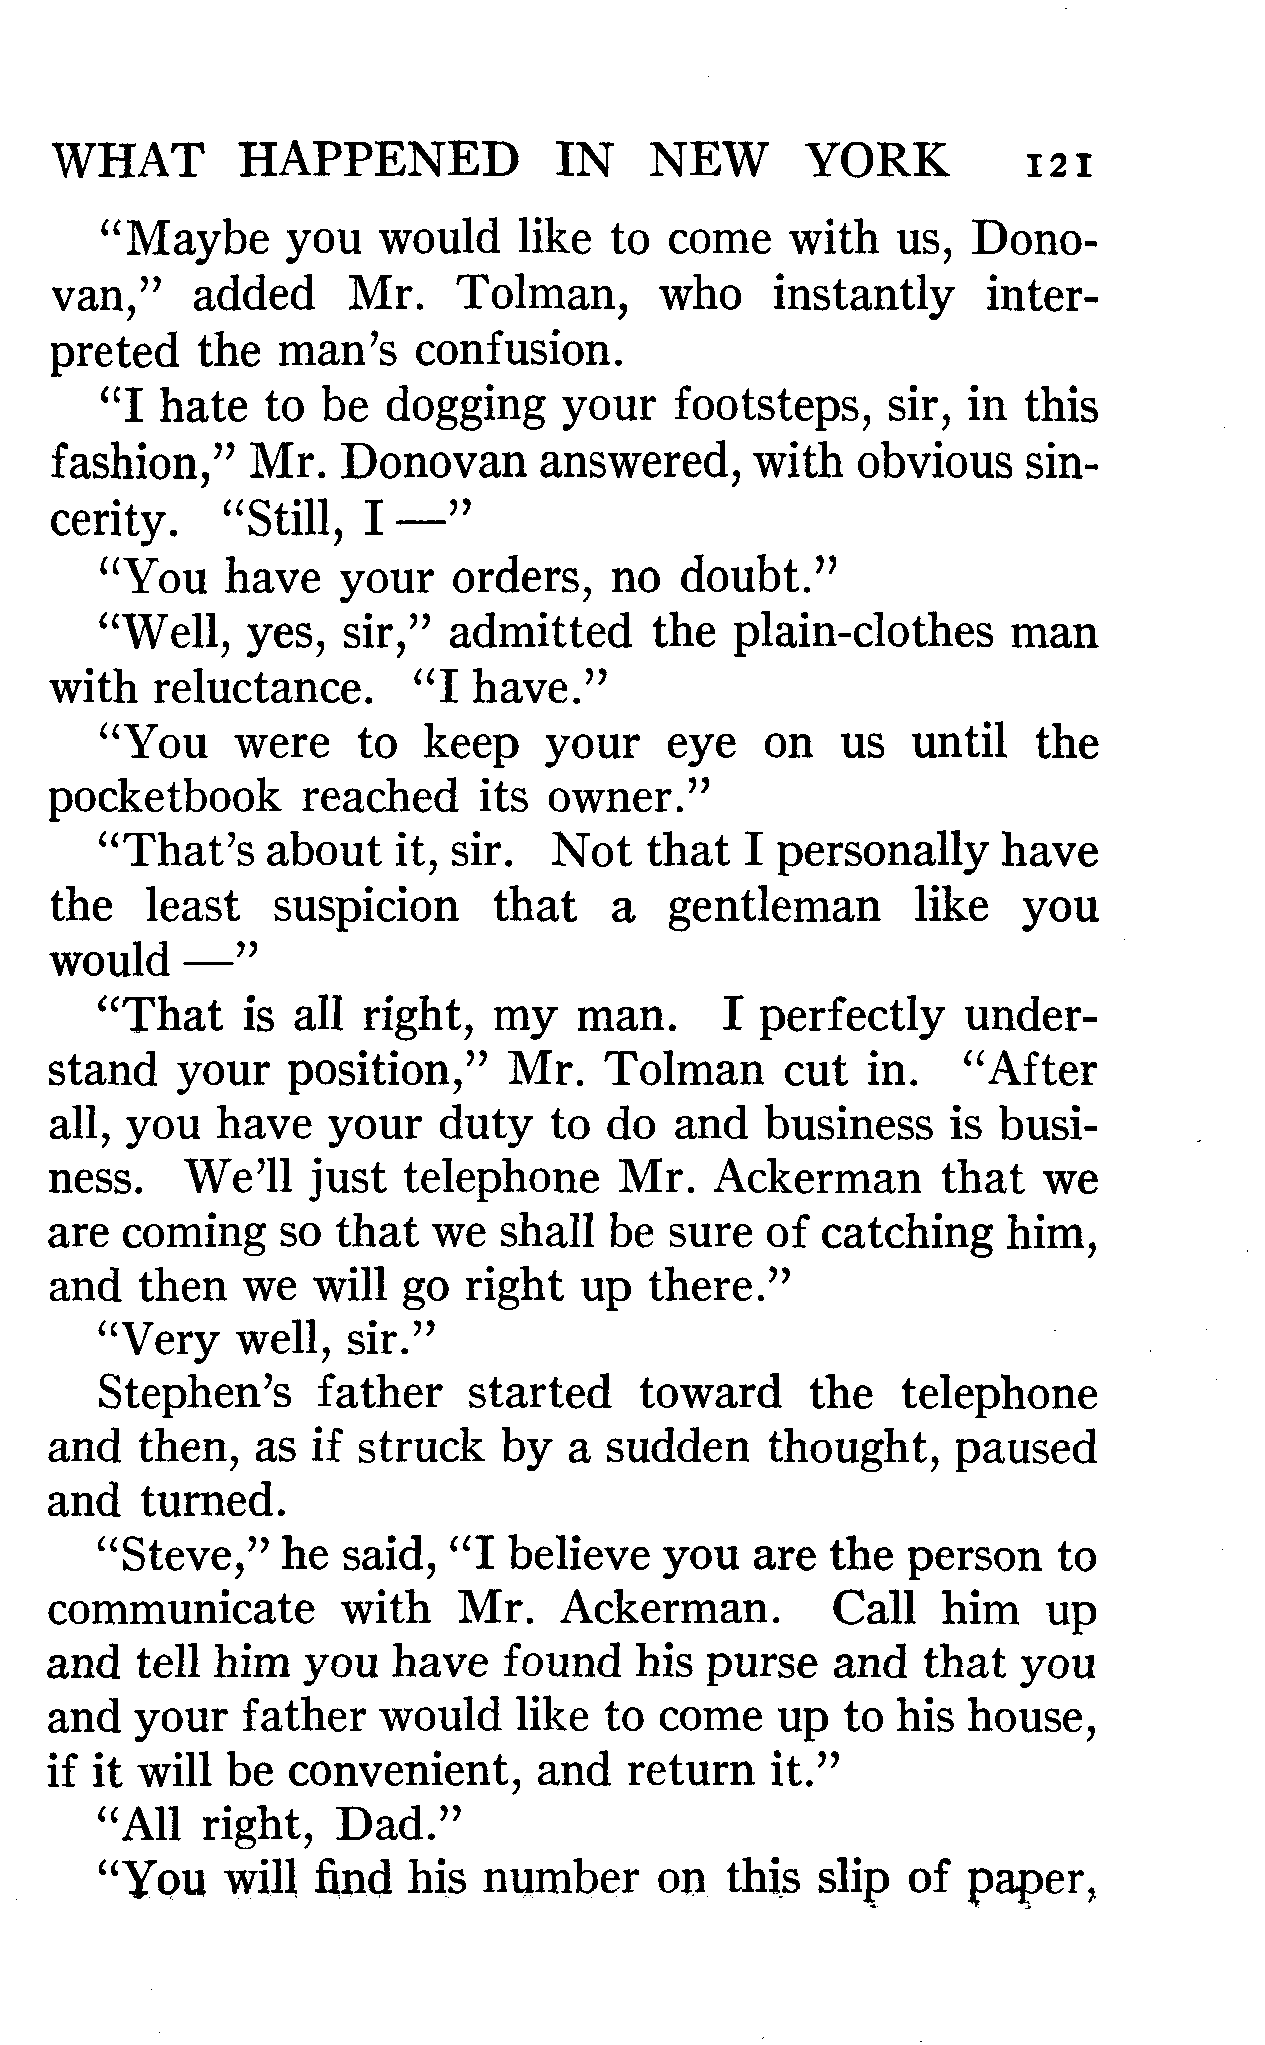 WHAT HAPPENED IN NEW YORK 121
“Maybe you would like to come with us, Dono-
van,” added Mr. Tolman, who instantly inter-
preted the man’s confusion.
“I hate to be dogging your footsteps, sir, in this
fashion,” Mr. Donovan answered, with obvious sin-
cerity. “Still, I —”
“You have your orders, no doubt.”
“Well, yes, sir,” admitted the plain-clothes man
with reluctance. “I have.”
“You were to keep your eye on us until the
pocketbook reached its owner.”
“That’s about it, sir. Not that I personally have
the least suspicion that a gentleman like you
would —”
“That is all right, my man. I perfectly under-
stand your position,” Mr. Tolman cut in. “After
all, you have your duty to do and business is busi-
ness. We’ll just telephone Mr. Ackerman that we
are coming so that we shall be sure of catching him,
and then we will go right up there.”
“Very well, sir.”
Stephen’s father started toward the telephone
and then, as if struck by a sudden thought, paused
and turned.
“Steve,” he said, “I believe you are the person to
communicate with Mr. Ackerman. Call him up
and tell him you have found his purse and that you
and your father would like to come up to his house,
if it will be convenient, and return it.”
“All right, Dad.”
“You will find his number on this slip of paper,